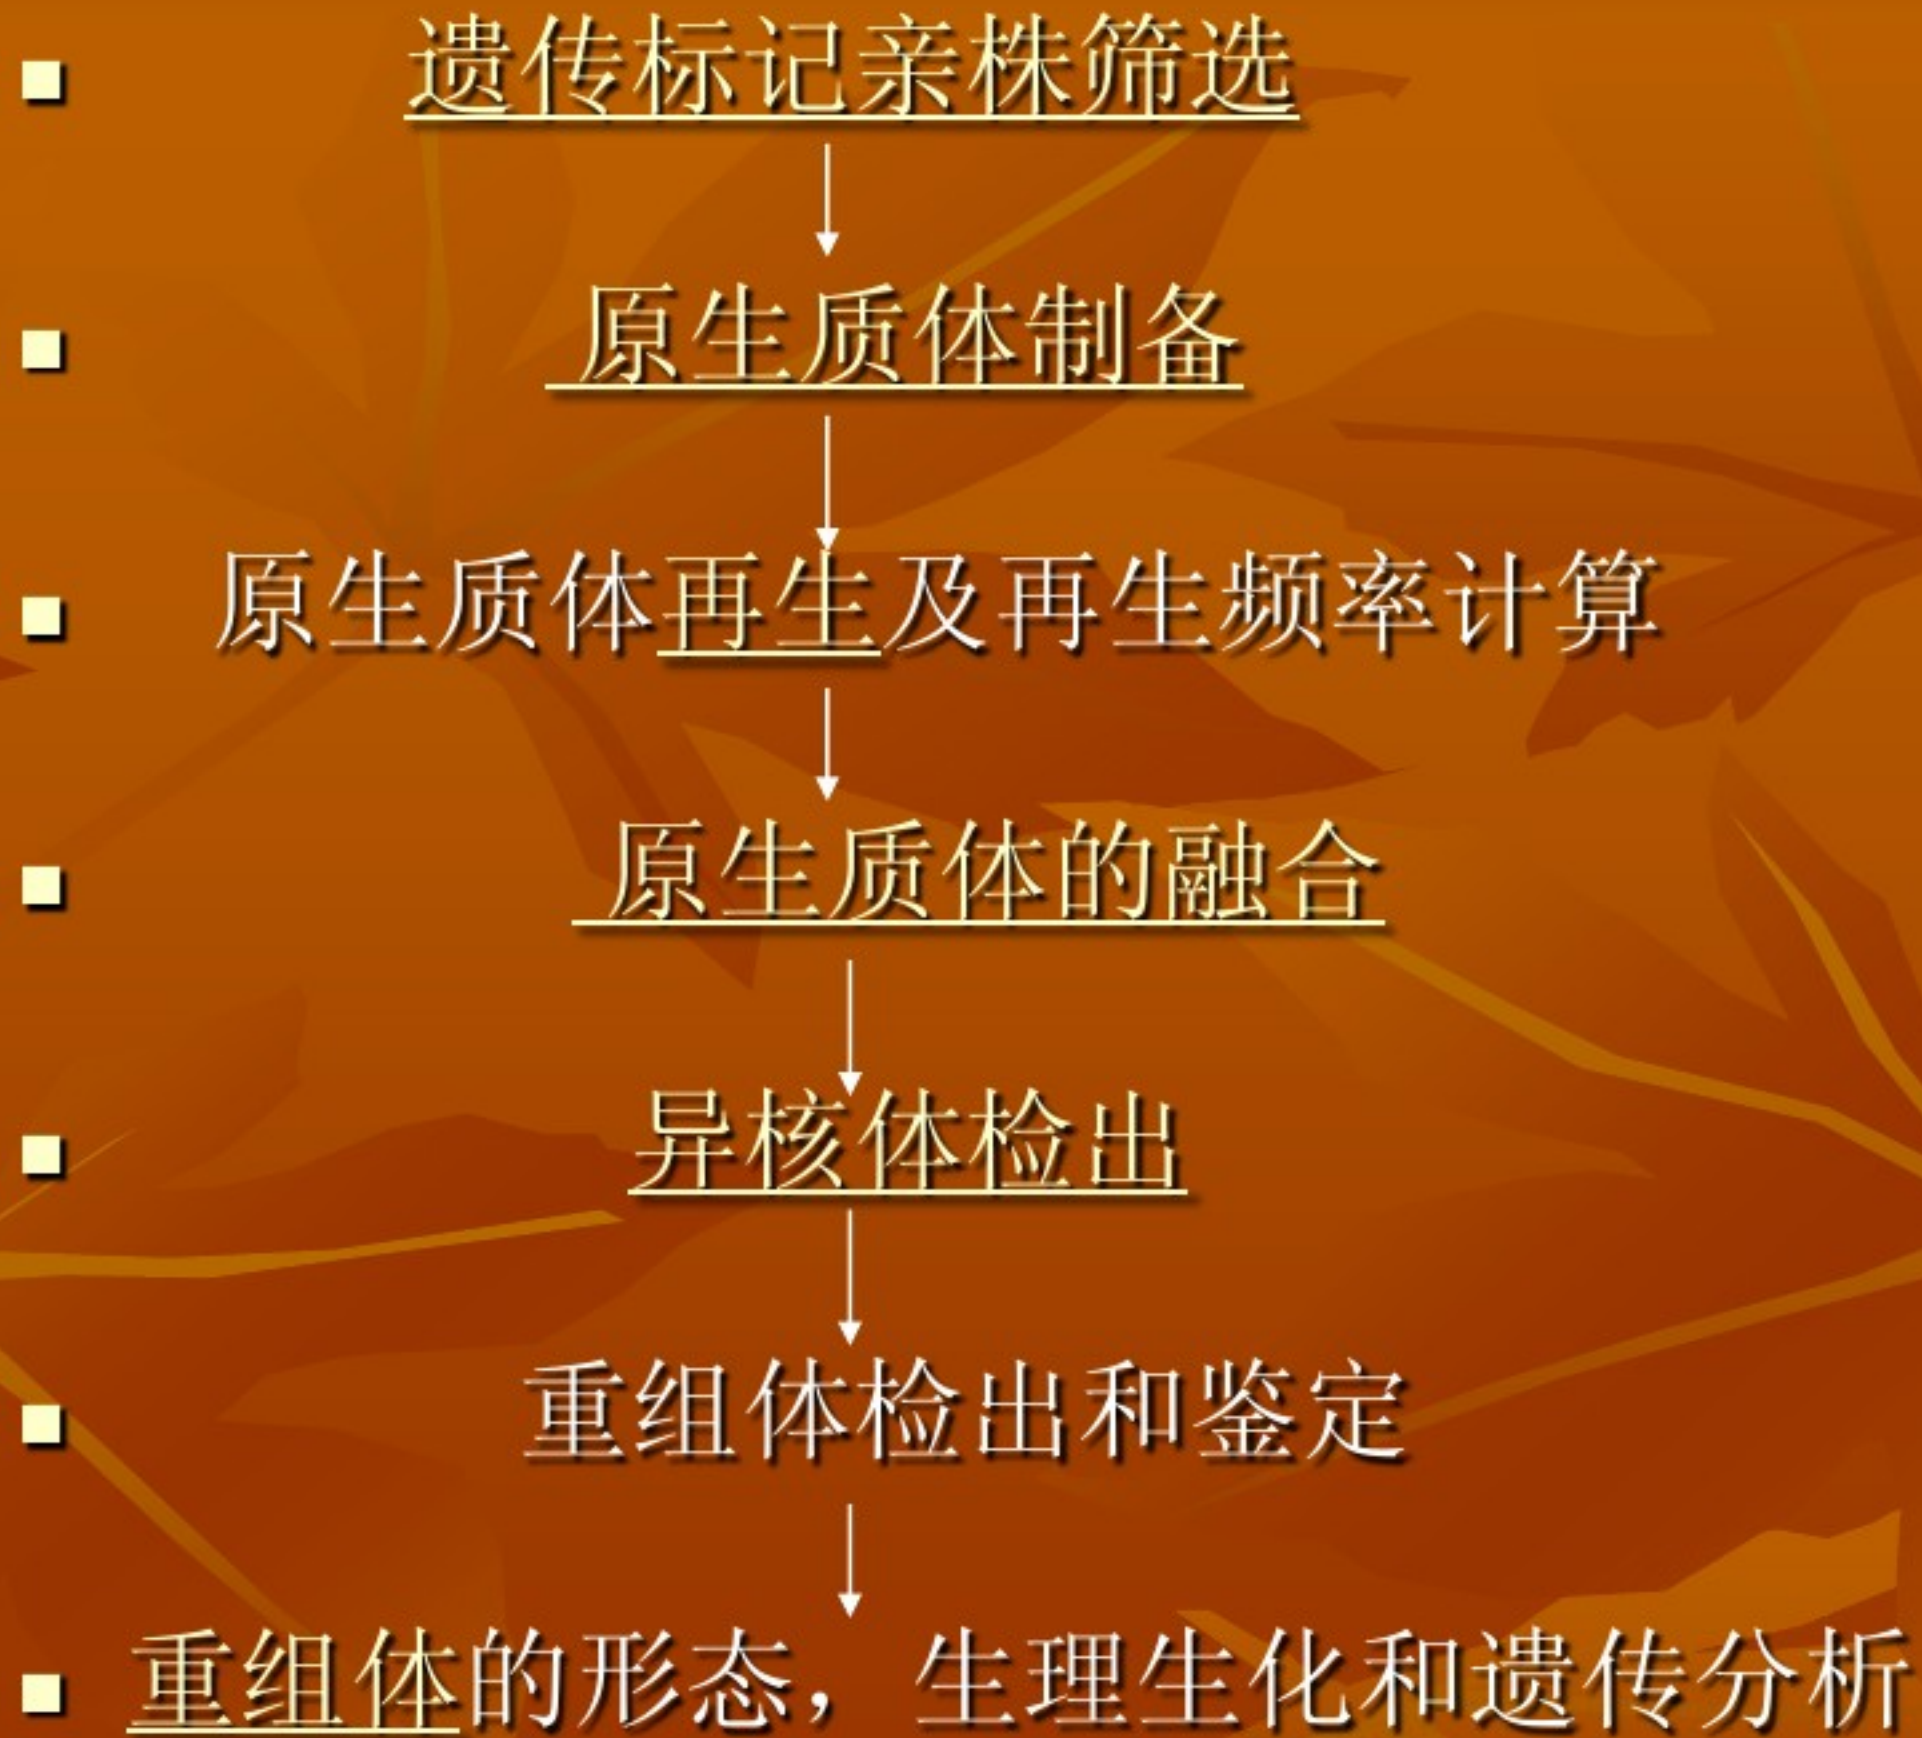 遗传标记亲株筛选
原生质体制备
原生质体再生及再生频率计算
原生质体的融合
异核体检出
重组体检出和鉴定
重组体的形态，生理生化和遗传分析